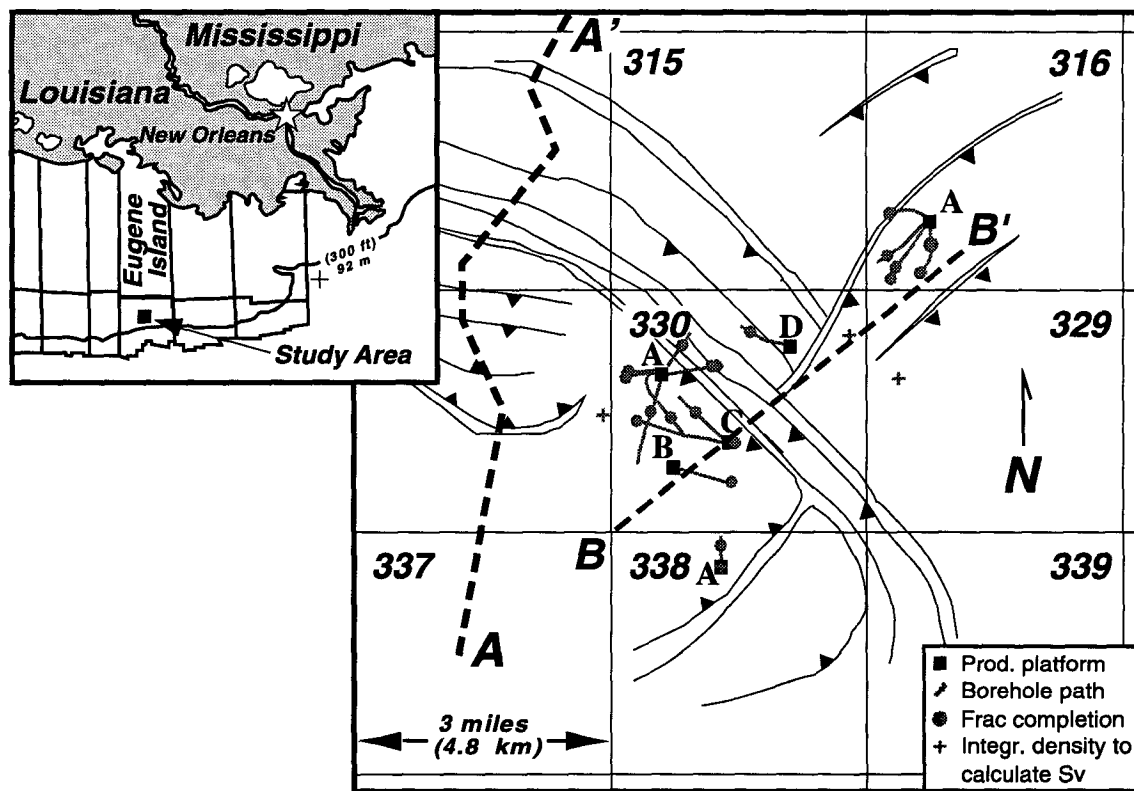 Mississippi
Louisiana
New Orleans
Eugene
Island
(300 ft)
92 m
Study Area
A'
315
316
A
B'
330
D
329
A
C
B
N
B
337
338
A
339
A
3 miles
(4.8 km)
Prod. platform
Borehole path
Frac completion
Integr. density to
calculate Sv